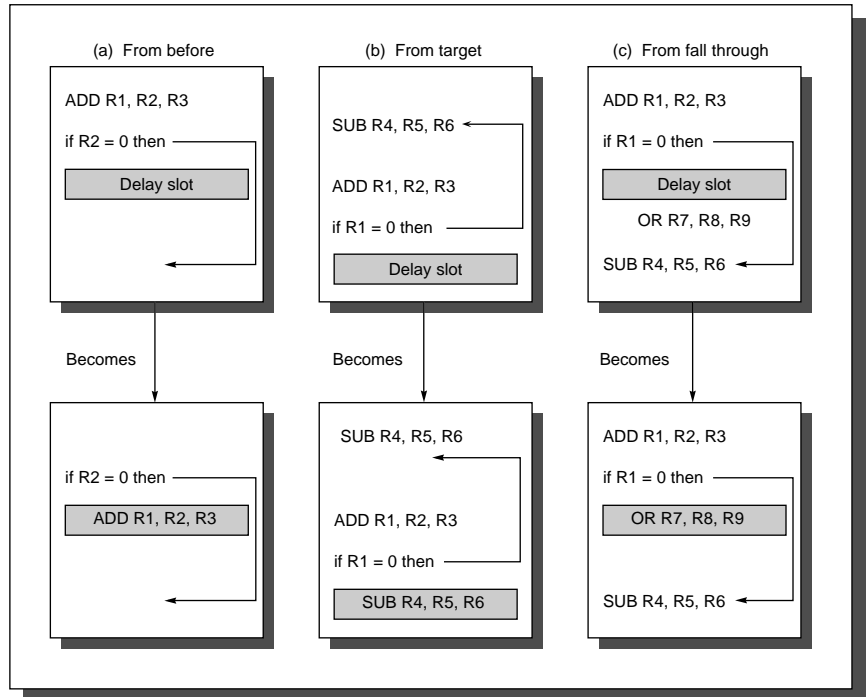 (a) From before
ADD R1, R2, R3
if R2 = 0 then
Delay slot
Becomes
if R2 = 0 then
ADD R1, R2, R3
(b) From target
SUB R4, R5, R6
ADD R1, R2, R3
if R1 = 0 then
Delay slot
Becomes
SUB R4, R5, R6
ADD R1, R2, R3
if R1 = 0 then
SUB R4, R5, R6
(c) From fall through
ADD R1, R2, R3
if R1 = 0 then
Delay slot
OR R7, R8, R9
SUB R4, R5, R6
Becomes
ADD R1, R2, R3
if R1 = 0 then
OR R7, R8, R9
SUB R4, R5, R6